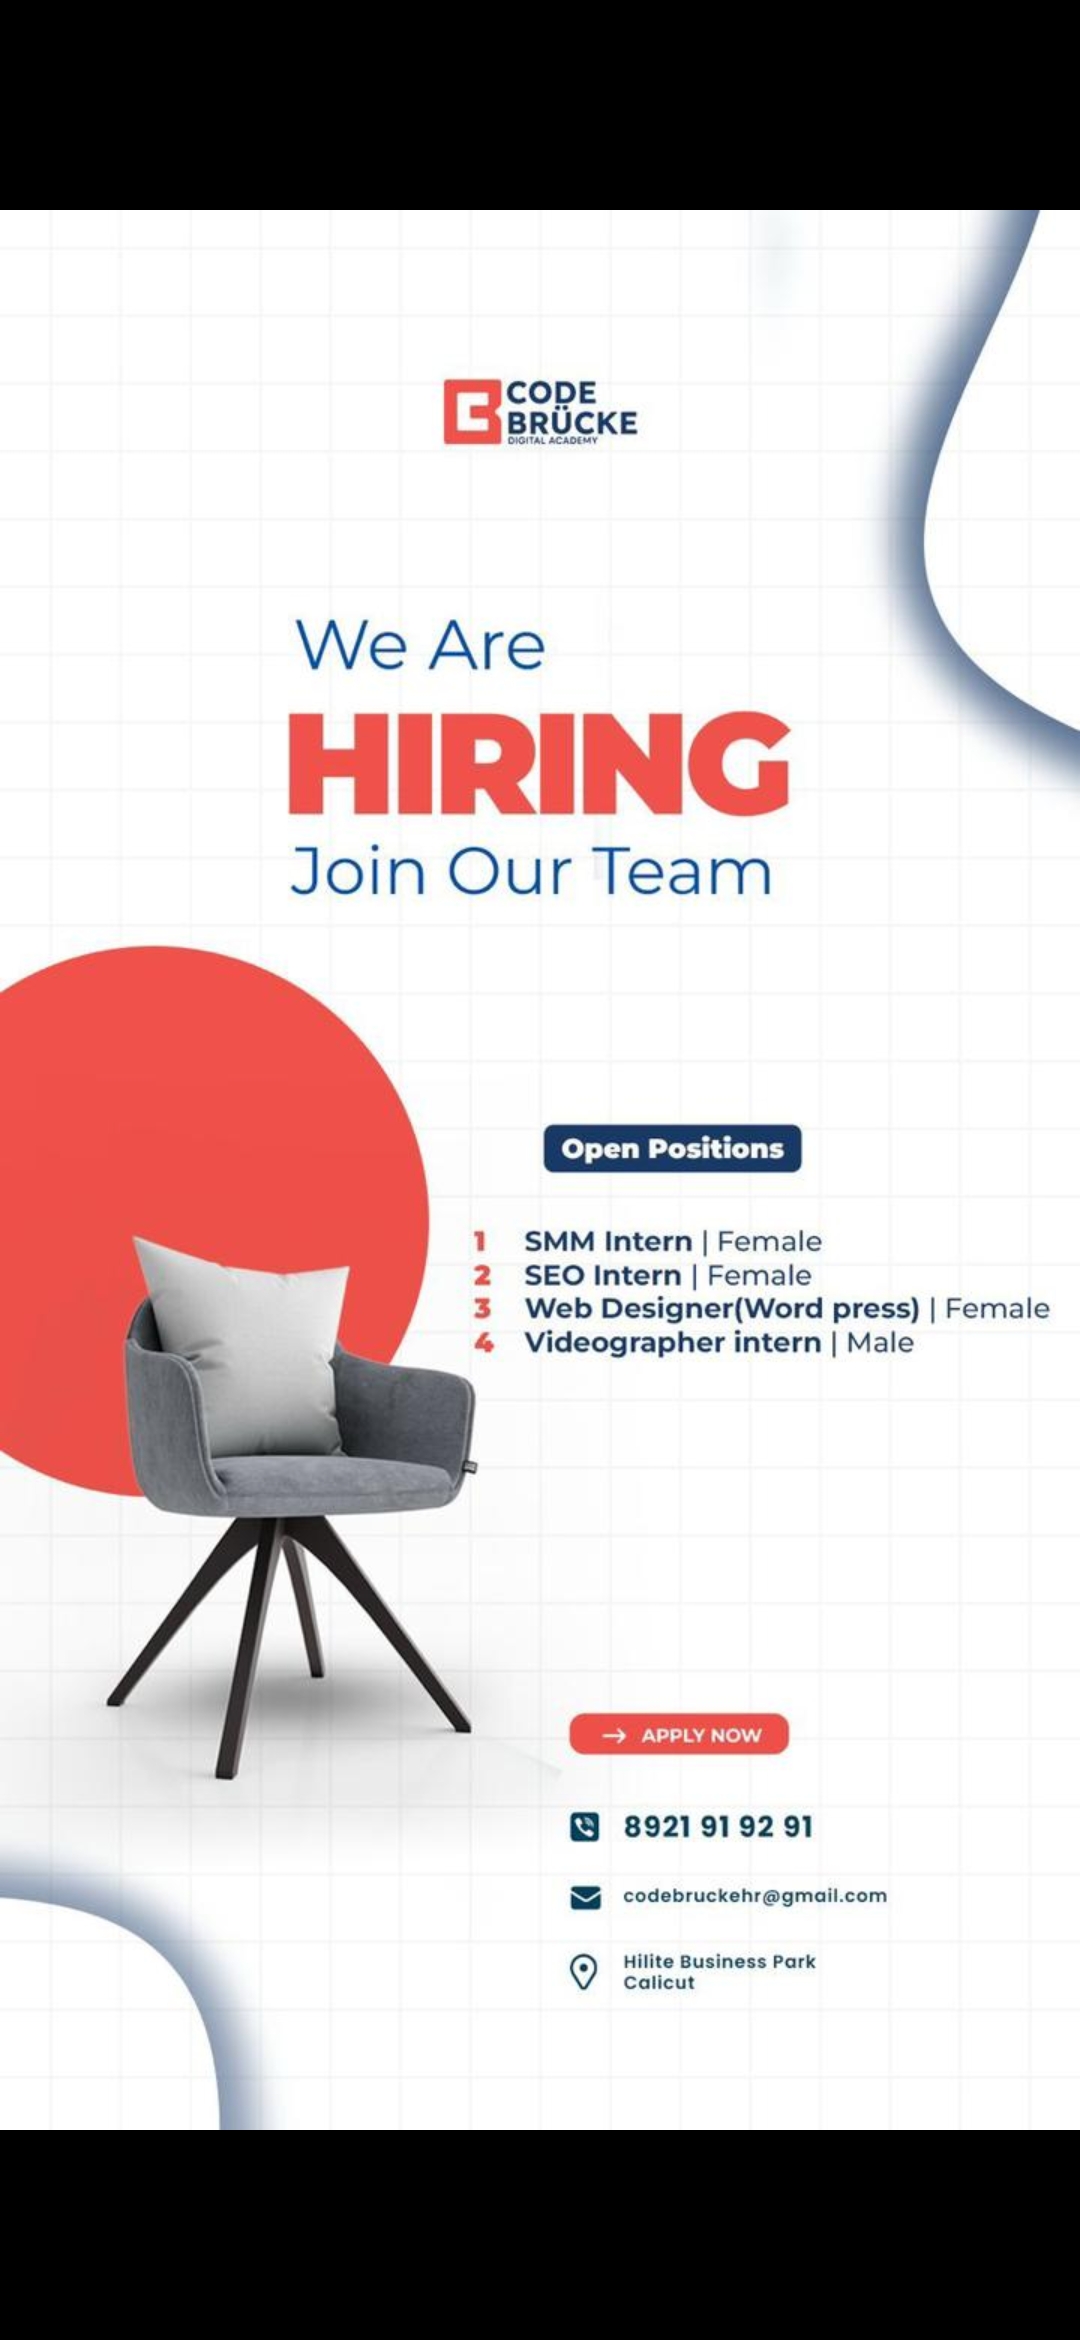 CODE
BRÜCKE
DIGITAL ACADEMY
We Are
HIRING
Join Our Team
Open Positions
1 SMM Intern | Female
2 SEO Intern | Female
3 Web Designer(Word press) | Female
4 Videographer intern | Male
→ APPLY NOW
8921 91 92 91
codebruckehr@gmail.com
Hilite Business Park
Calicut